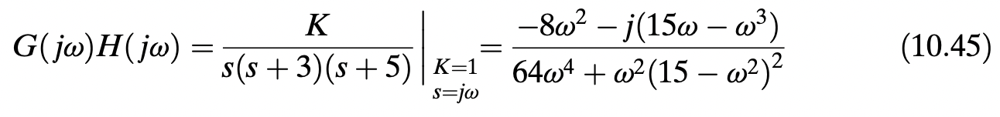 G(jω)H(jω) = K / s(s + 3)(s + 5) | K=1 s=jω = −8ω² − j(15ω − ω³) / 64ω⁴ + ω²(15 − ω²)² (10.45)